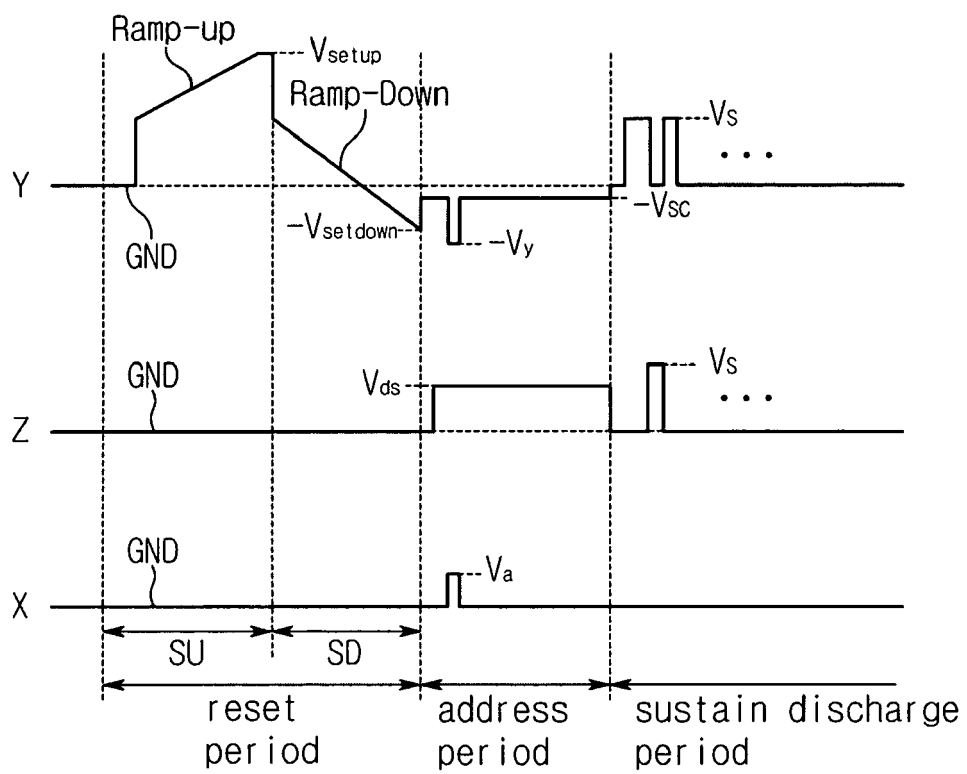 Ramp-up
Vsetup
Ramp-Down
Vs
Y
-Vsc
-Vsetdown
-Vy
GND
GND
Vds
Vs
Z
GND
Va
X
SU
SD
reset period
address period
sustain discharge period